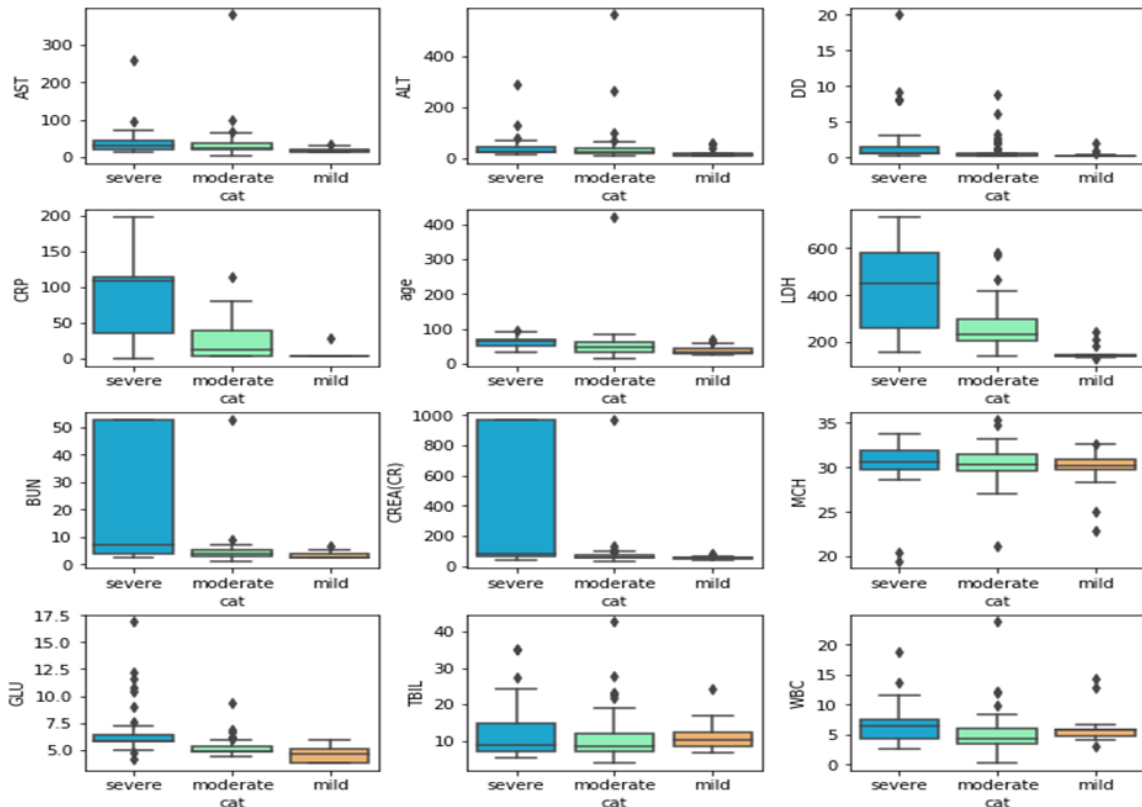 AST
300
200
100
0
severe moderate mild
cat
ALT
400
200
0
severe moderate mild
cat
DD
20
15
10
5
0
severe moderate mild
cat
CRP
200
150
100
50
0
severe moderate mild
cat
age
400
300
200
100
0
severe moderate mild
cat
LDH
600
400
200
severe moderate mild
cat
BUN
50
40
30
20
10
0
severe moderate mild
cat
CREA(CR)
1000
800
600
400
200
0
severe moderate mild
cat
MCH
35
30
25
20
severe moderate mild
cat
GLU
17.5
15.0
12.5
10.0
7.5
5.0
severe moderate mild
cat
TBIL
40
30
20
10
severe moderate mild
cat
WBC
20
15
10
5
0
severe moderate mild
cat